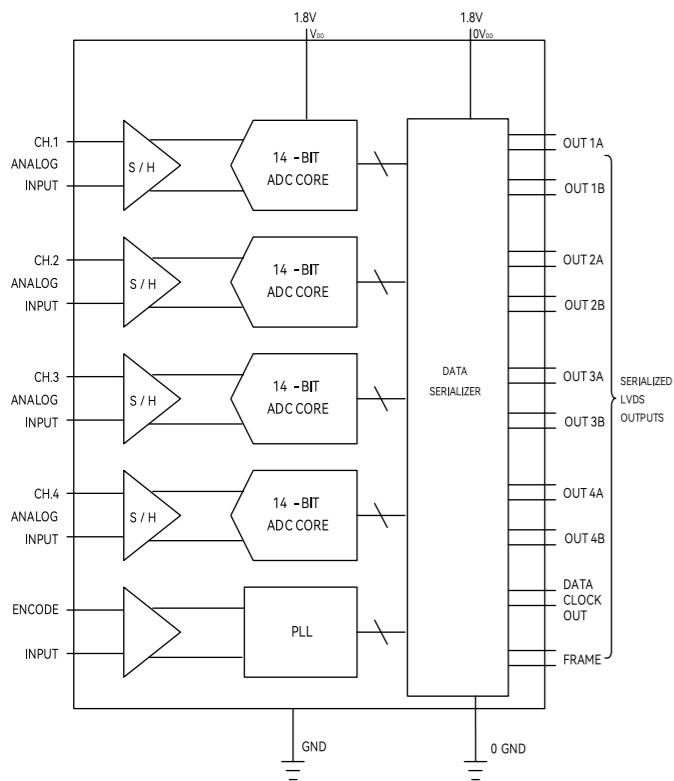 1.8V
VDD
1.8V
0VDD
CH.1
ANALOG
INPUT
S / H
14 -BIT
ADC CORE
OUT 1A
OUT 1B
CH.2
ANALOG
INPUT
S / H
14 -BIT
ADC CORE
OUT 2A
OUT 2B
CH.3
ANALOG
INPUT
S / H
14 -BIT
ADC CORE
DATA
SERIALIZER
OUT 3A
OUT 3B
SERIALIZED
LVDS
OUTPUTS
CH.4
ANALOG
INPUT
S / H
14 -BIT
ADC CORE
OUT 4A
OUT 4B
ENCODE
INPUT
PLL
DATA
CLOCK
OUT
FRAME
GND
0 GND